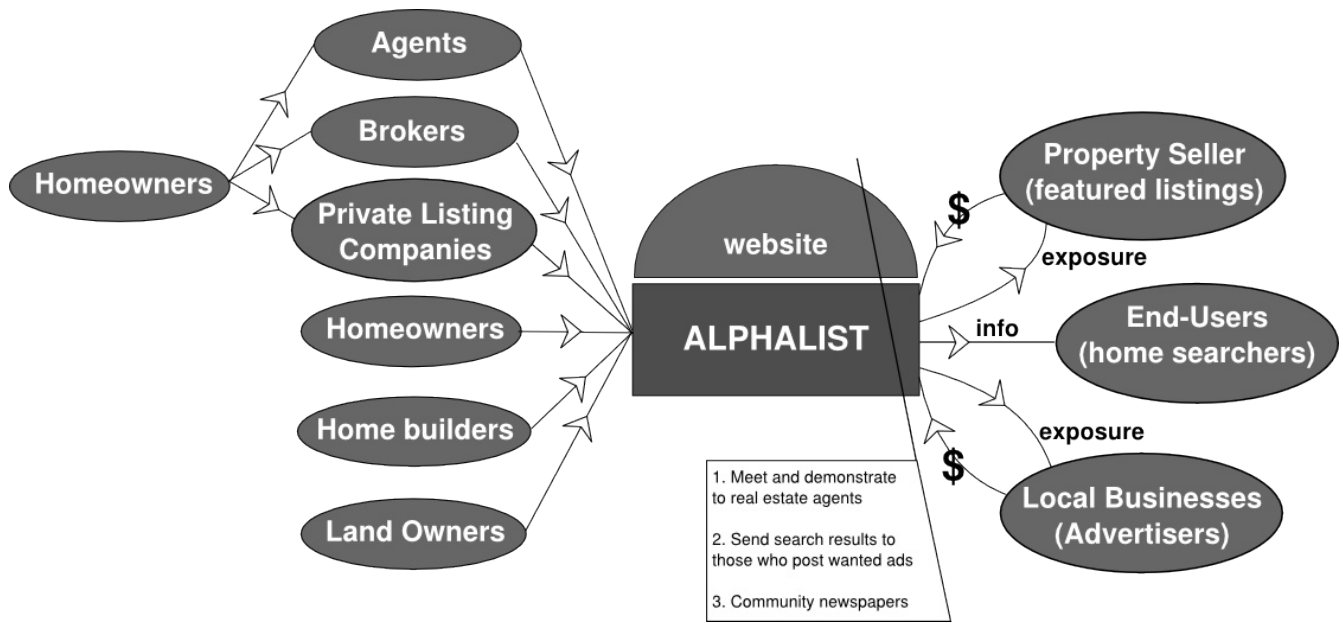 Agents
Brokers
Homeowners
Private Listing
Companies
Homeowners
Home builders
Land Owners
website
ALPHALIST
Property Seller
(featured listings)
$
exposure
info
End-Users
(home searchers)
exposure
$
Local Businesses
(Advertisers)
1. Meet and demonstrate
to real estate agents
2. Send search results to
those who post wanted ads
3. Community newspapers